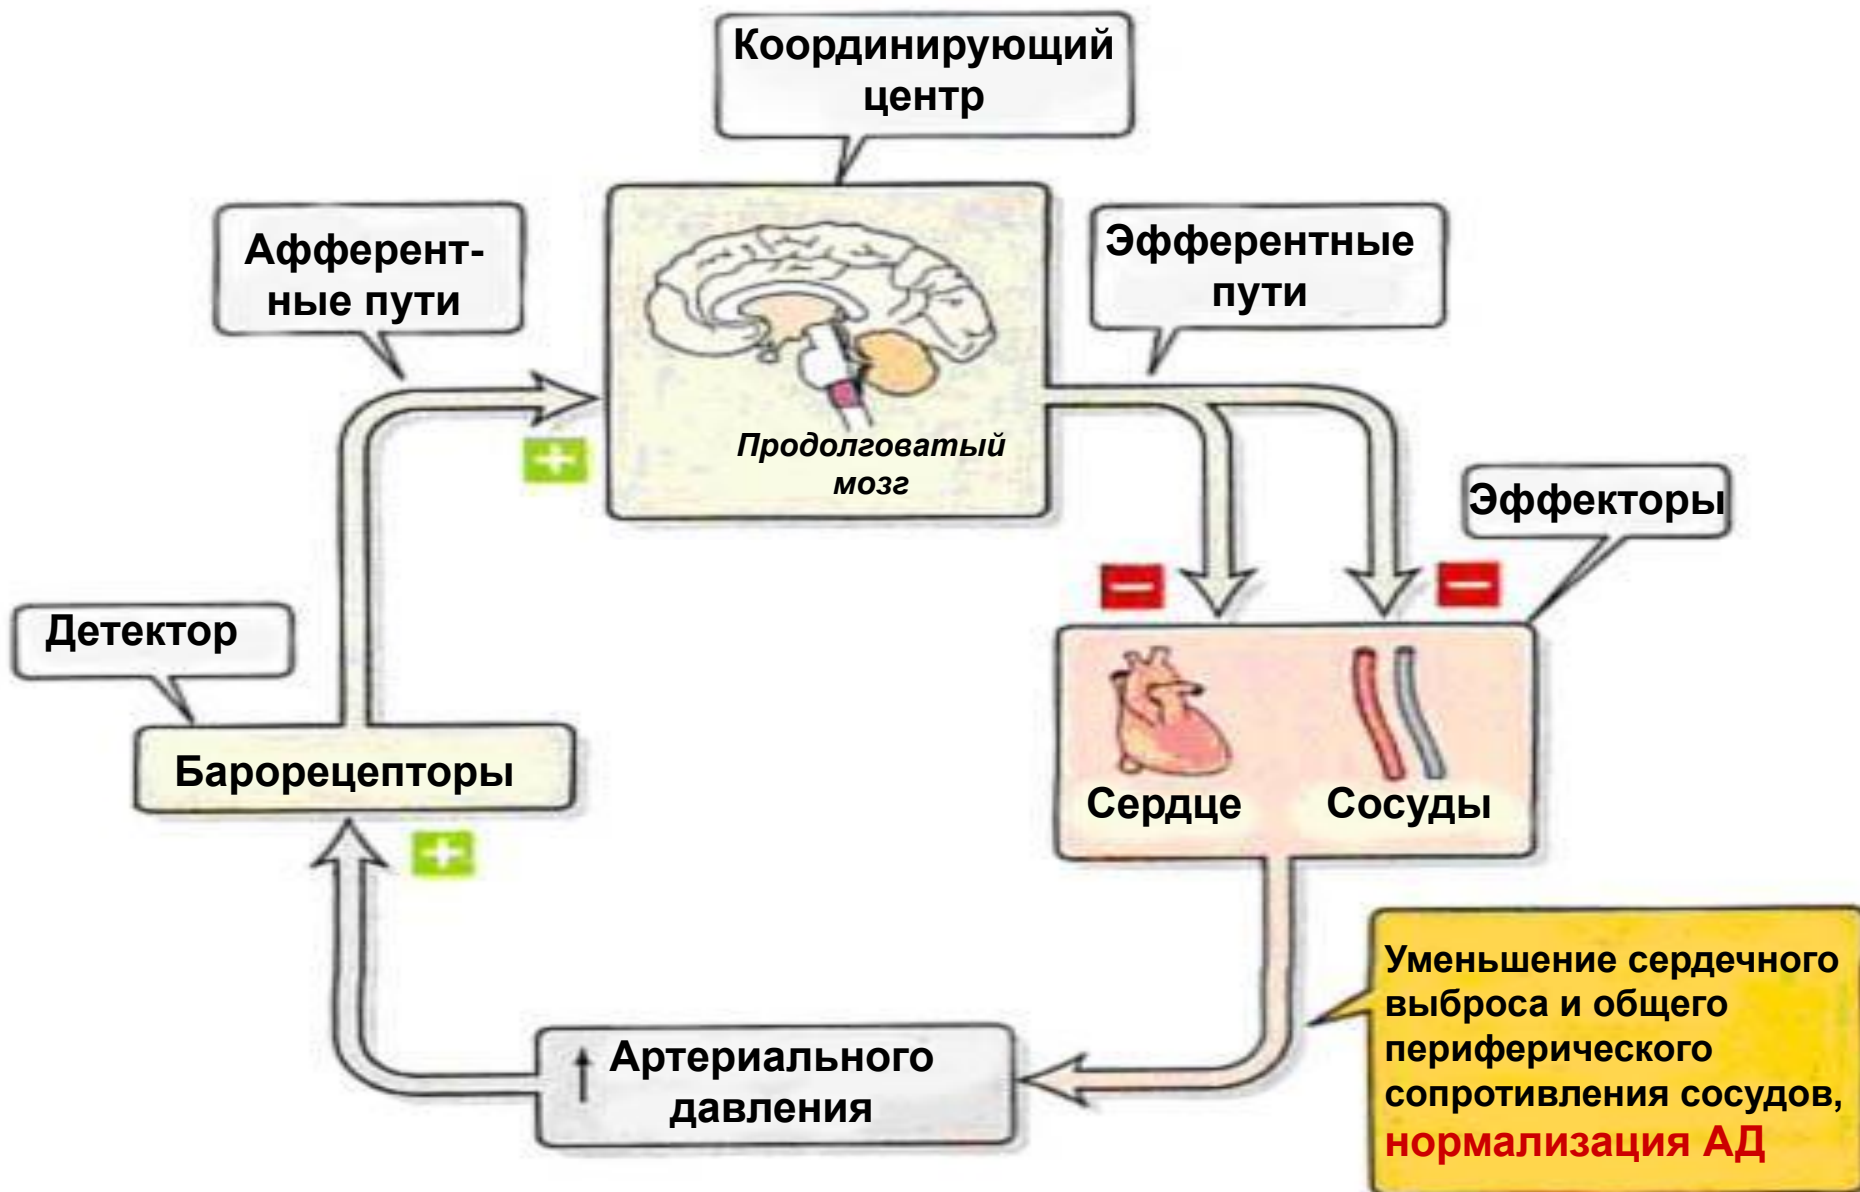 Координирующий
центр
Афферент-
ные пути
Эфферентные
пути
Продолговатый
мозг
Эффекторы
Детектор
Барорецепторы
Сердце
Сосуды
↑ Артериального
давления
Уменьшение сердечного
выброса и общего
периферического
сопротивления сосудов,
нормализация АД